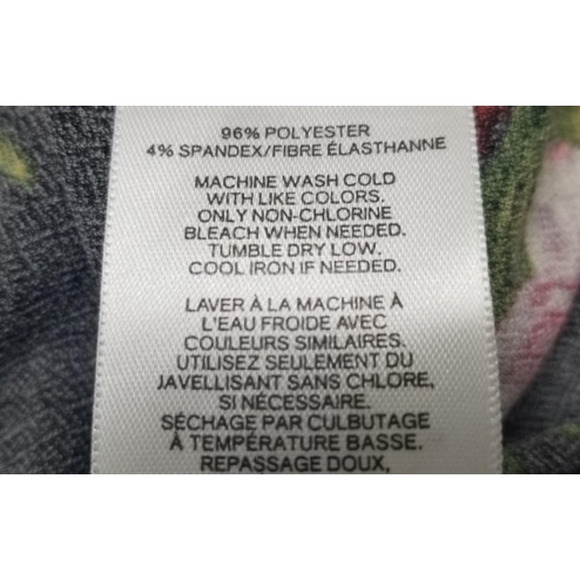 96% POLYESTER
4% SPANDEX/FIBRE ÉLASTHANNE
MACHINE WASH COLD
WITH LIKE COLORS.
ONLY NON-CHLORINE
BLEACH WHEN NEEDED.
TUMBLE DRY LOW.
COOL IRON IF NEEDED.
LAVER À LA MACHINE À
L'EAU FROIDE AVEC
COULEURS SIMILAIRES.
UTILISEZ SEULEMENT DU
JAVELLISANT SANS CHLORE,
SI NÉCESSAIRE.
SÉCHAGE PAR CULBUTAGE
À TEMPÉRATURE BASSE.
REPASSAGE DOUX,